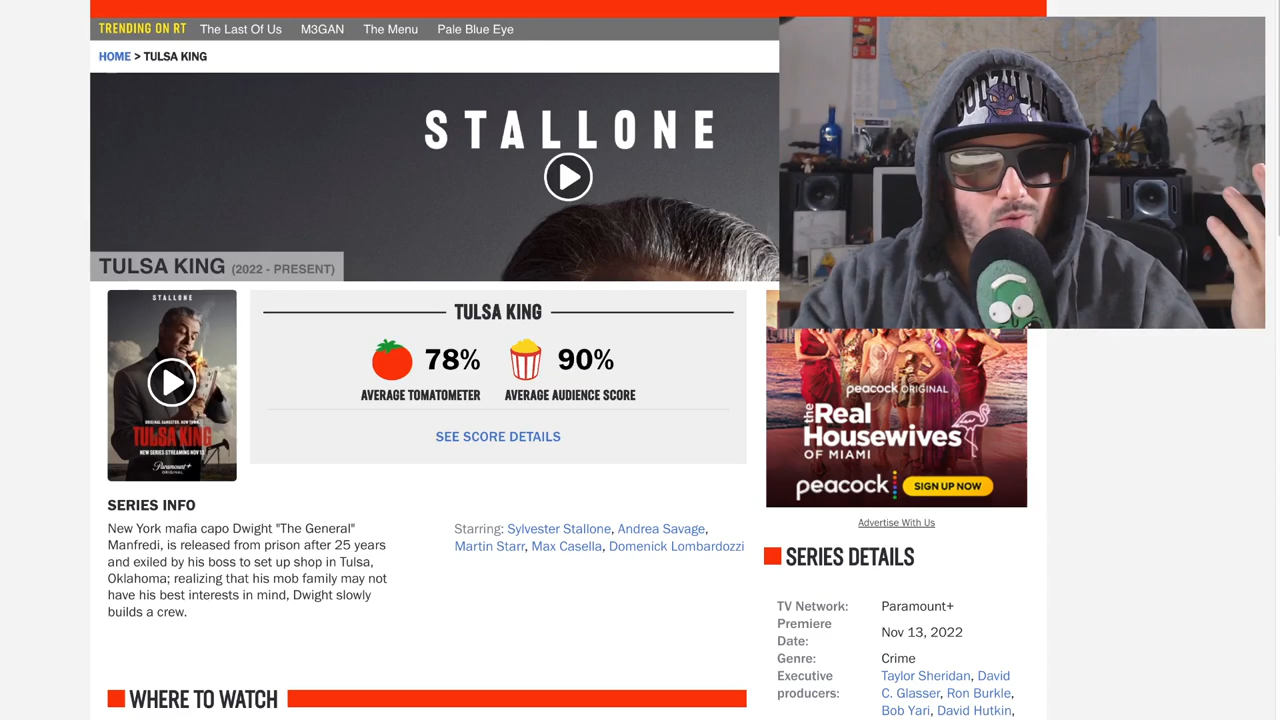 TRENDING ON RT The Last Of Us M3GAN The Menu Pale Blue Eye
HOME > TULSA KING
STALLONE
GODZILLA
TULSA KING (2022 - PRESENT)
STALLONE
TULSA KING
NEW SERIES STREAMING NOV 13
Paramount+
ORIGINAL
TULSA KING
78% 90%
AVERAGE TOMATOMETER AVERAGE AUDIENCE SCORE
SEE SCORE DETAILS
peacock ORIGINAL
the Real
Housewives
OF MIAMI
peacock SIGN UP NOW
Advertise With Us
SERIES INFO
New York mafia capo Dwight "The General"
Manfredi, is released from prison after 25 years
and exiled by his boss to set up shop in Tulsa,
Oklahoma; realizing that his mob family may not
have his best interests in mind, Dwight slowly
builds a crew.
Starring: Sylvester Stallone, Andrea Savage,
Martin Starr, Max Casella, Domenick Lombardozzi
SERIES DETAILS
TV Network: Paramount+
Premiere
Date: Nov 13, 2022
Genre: Crime
Executive
producers: Taylor Sheridan, David
C. Glasser, Ron Burkle,
Bob Yari, David Hutkin,
WHERE TO WATCH